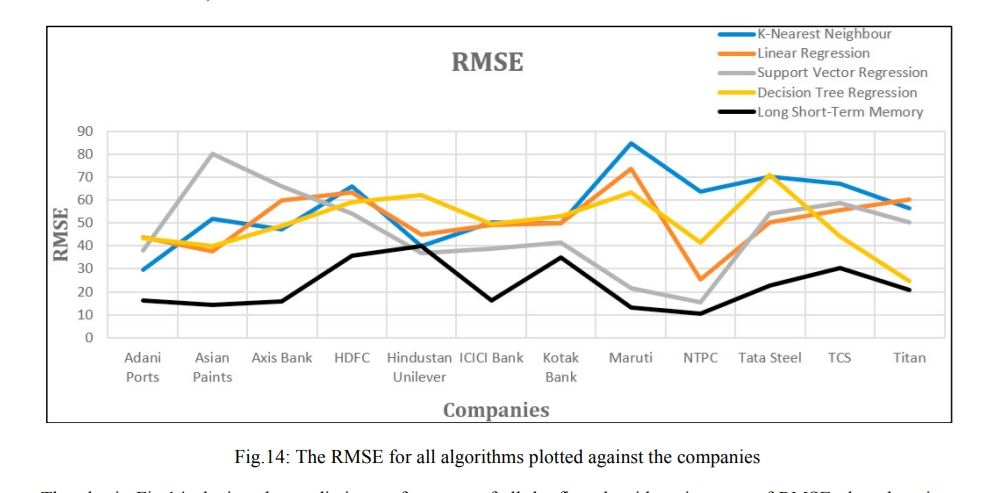 RMSE
K-Nearest Neighbour
Linear Regression
Support Vector Regression
Decision Tree Regression
Long Short-Term Memory
RMSE
90
80
70
60
50
40
30
20
10
0
Adani Ports
Asian Paints
Axis Bank
HDFC
Hindustan Unilever
ICICI Bank
Kotak Bank
Maruti
NTPC
Tata Steel
TCS
Titan
Companies
Fig.14: The RMSE for all algorithms plotted against the companies